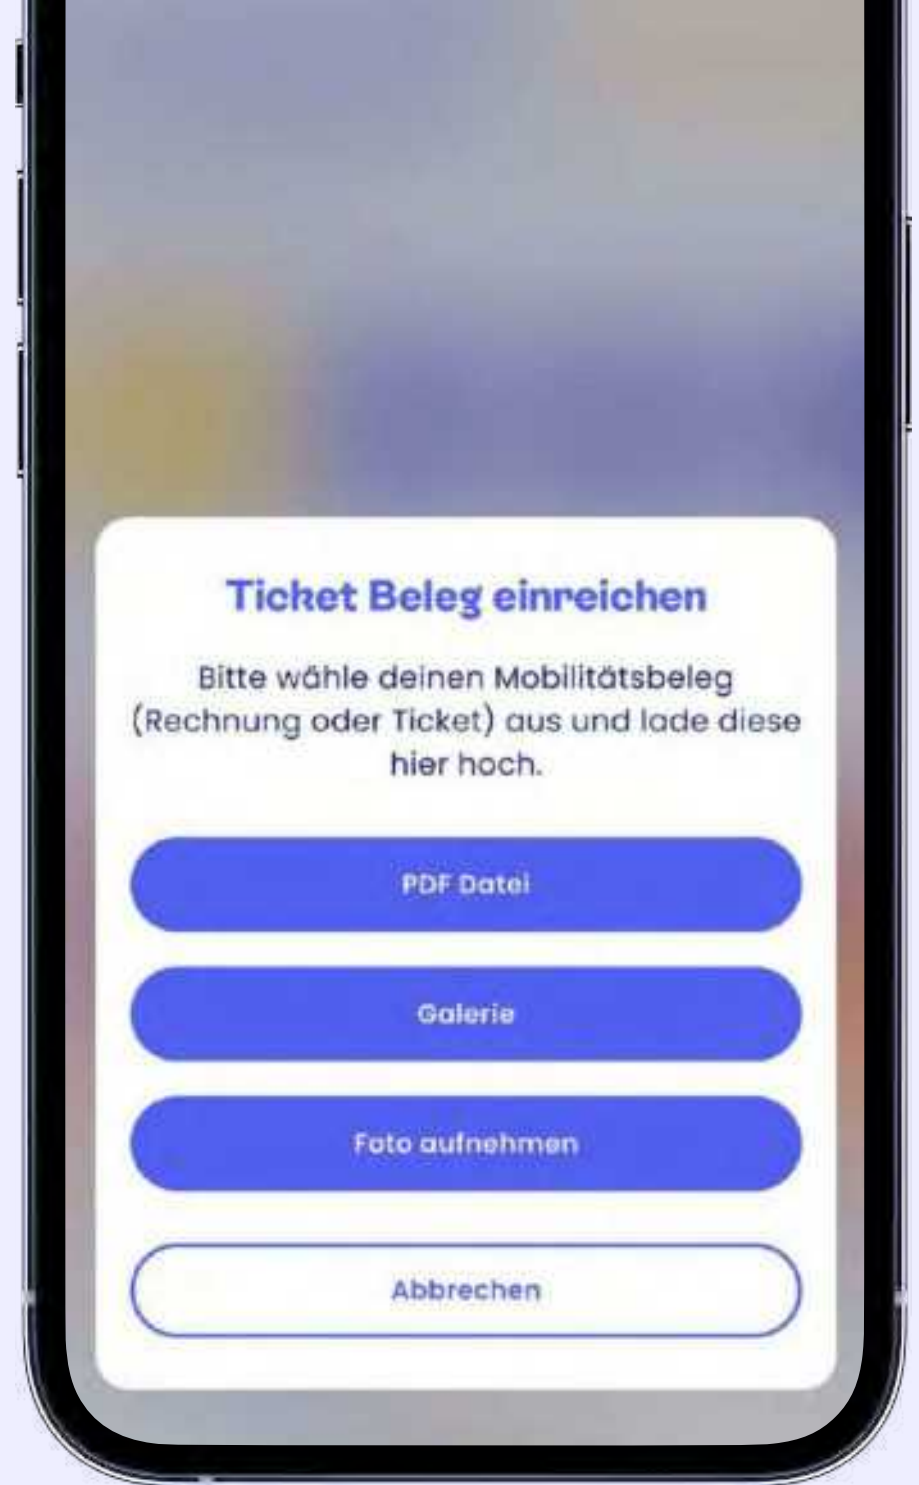 Ticket Beleg einreichen
Bitte wähle deinen Mobilitätsbeleg
(Rechnung oder Ticket) aus und lade diese
hier hoch.
PDF Datei
Galerie
Foto aufnehmen
Abbrechen